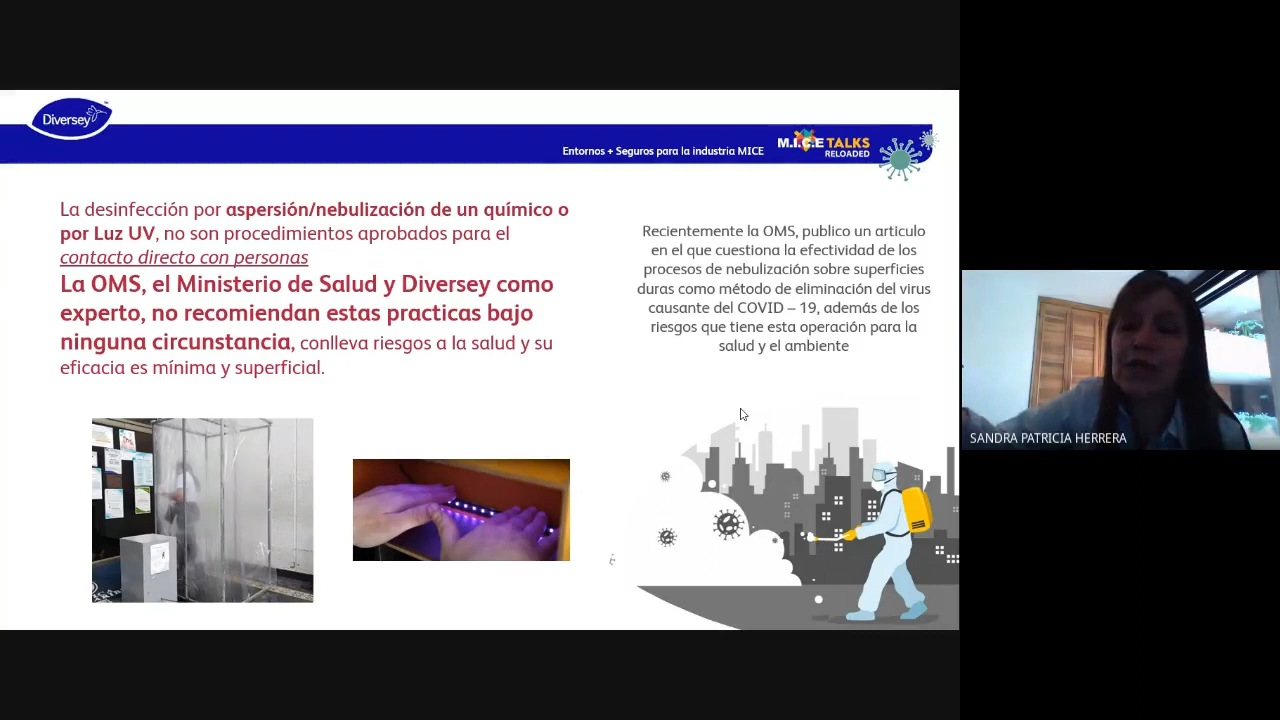 Diversey
Entornos + Seguros para la industria MICE
M.I.C.E TALKS
RELOADED
La desinfección por aspersión/nebulización de un químico o
por Luz UV, no son procedimientos aprobados para el
contacto directo con personas
La OMS, el Ministerio de Salud y Diversey como
experto, no recomiendan estas practicas bajo
ninguna circunstancia, conlleva riesgos a la salud y su
eficacia es mínima y superficial.
Recientemente la OMS, publico un articulo
en el que cuestiona la efectividad de los
procesos de nebulización sobre superficies
duras como método de eliminación del virus
causante del COVID – 19, además de los
riesgos que tiene esta operación para la
salud y el ambiente
SANDRA PATRICIA HERRERA